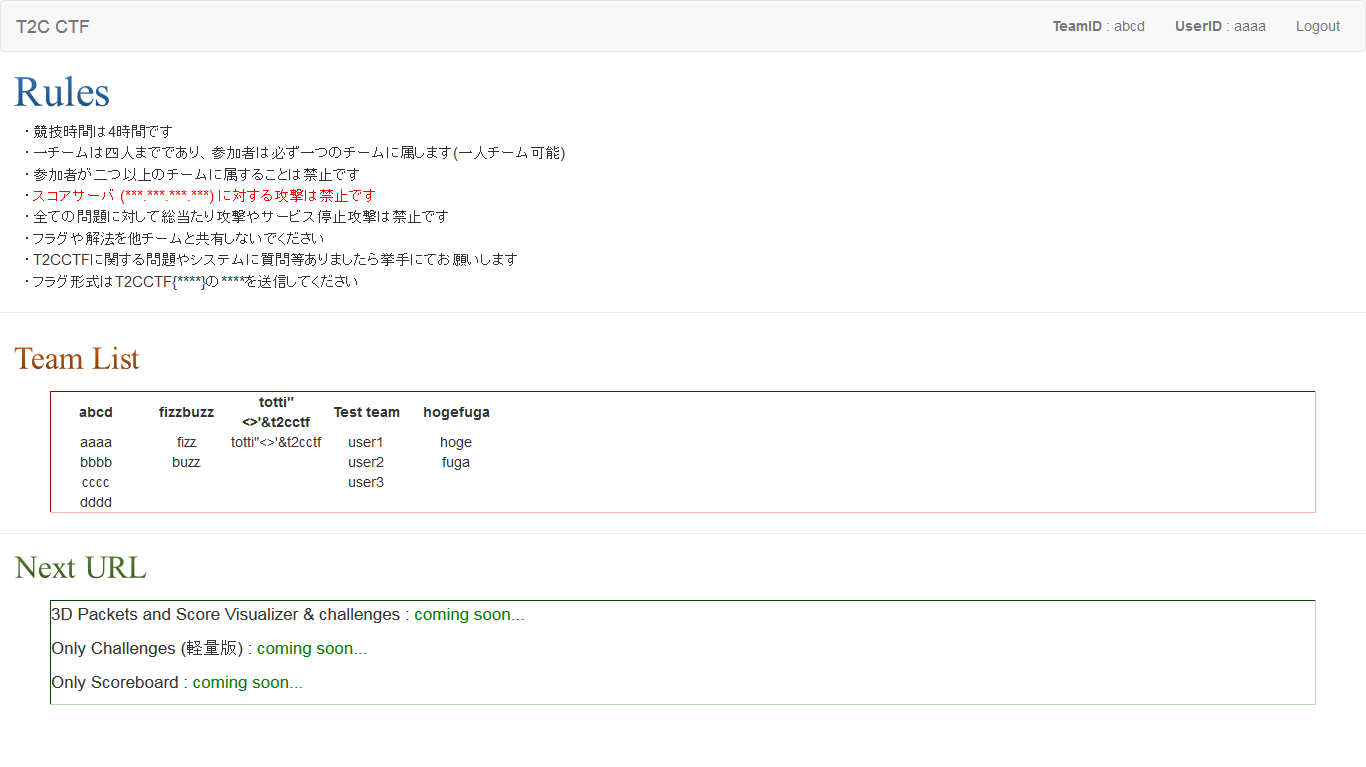 T2C CTF TeamID : abcd UserID : aaaa Logout
Rules
・競技時間は4時間です
・一チームは四人までであり、参加者は必ず一つのチームに属します(一人チーム可能)
・参加者が二つ以上のチームに属することは禁止です
・スコアサーバ (***.***.***.***) に対する攻撃は禁止です
・全ての問題に対して総当たり攻撃やサービス停止攻撃は禁止です
・フラグや解法を他チームと共有しないでください
・T2CCTFに関する問題やシステムに質問等ありましたら挙手にてお願いします
・フラグ形式はT2CCTF{****}の****を送信してください
Team List
abcd fizzbuzz totti"<>'&t2cctf Test team hogefuga
aaaa fizz totti"<>'&t2cctf user1 hoge
bbbb buzz user2 fuga
cccc user3
dddd
Next URL
3D Packets and Score Visualizer & challenges : coming soon...
Only Challenges (軽量版) : coming soon...
Only Scoreboard : coming soon...